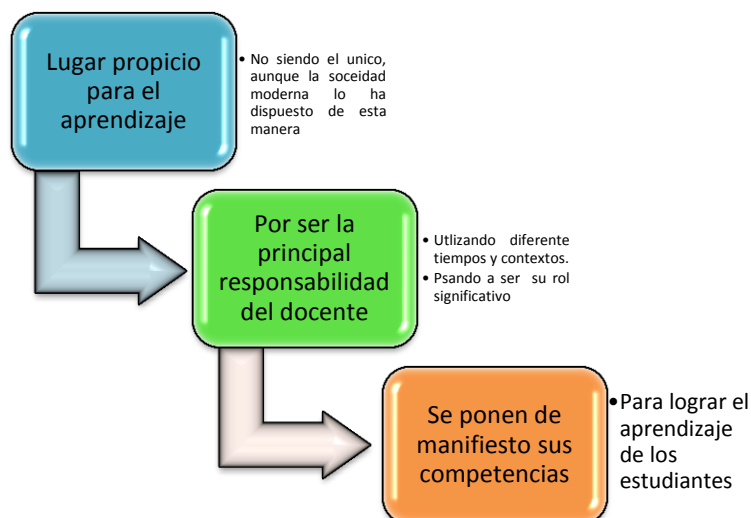 Lugar propicio
para el
aprendizaje
• No siendo el unico,
aunque la soceidad
moderna lo ha
dispuesto de esta
manera
Por ser la
principal
responsabilidad
del docente
• Utlizando diferente
tiempos y contextos.
• Psando a ser su rol
significativo
Se ponen de
manifiesto sus
competencias
•Para lograr el
aprendizaje
de los
estudiantes